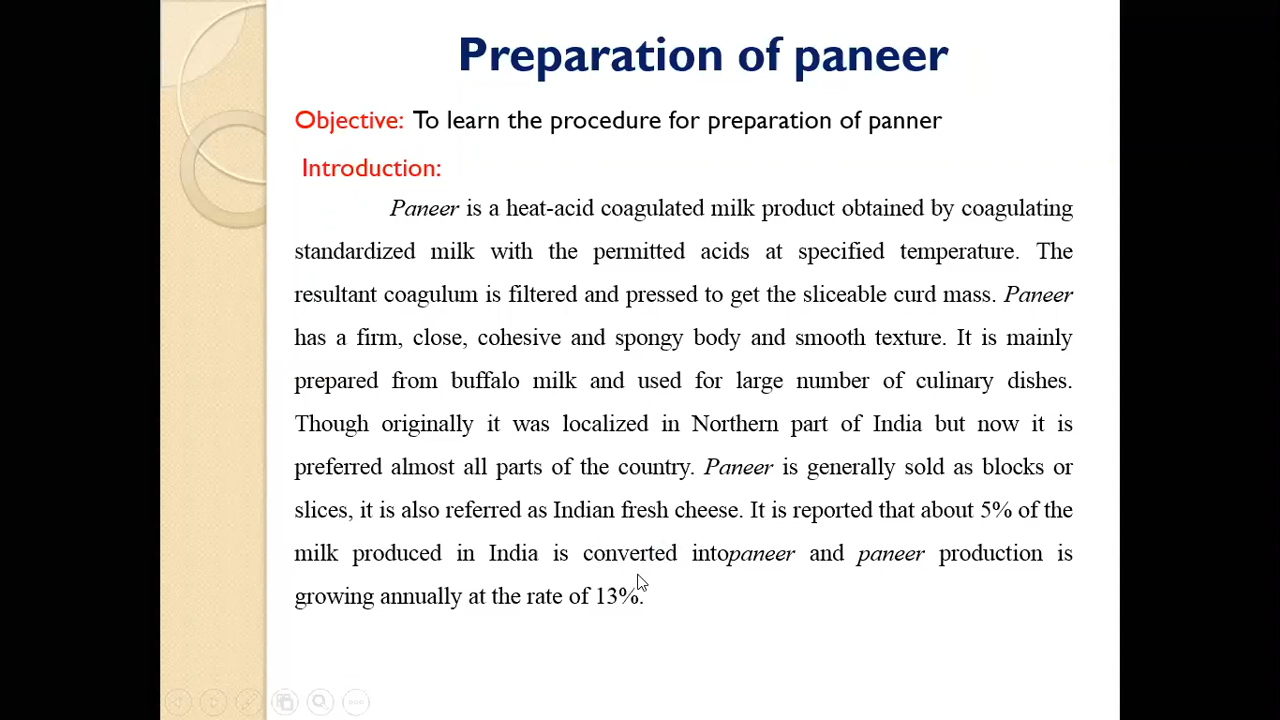 Preparation of paneer
Objective: To learn the procedure for preparation of panner
Introduction:
Paneer is a heat-acid coagulated milk product obtained by coagulating
standardized milk with the permitted acids at specified temperature. The
resultant coagulum is filtered and pressed to get the sliceable curd mass. Paneer
has a firm, close, cohesive and spongy body and smooth texture. It is mainly
prepared from buffalo milk and used for large number of culinary dishes.
Though originally it was localized in Northern part of India but now it is
preferred almost all parts of the country. Paneer is generally sold as blocks or
slices, it is also referred as Indian fresh cheese. It is reported that about 5% of the
milk produced in India is converted intopaneer and paneer production is
growing annually at the rate of 13%.